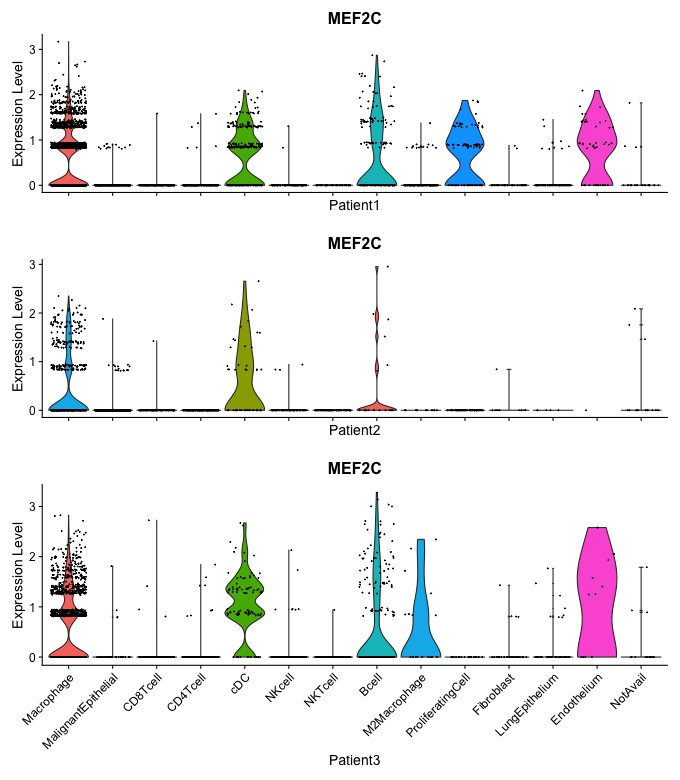 MEF2C
Expression Level
3
2
1
0
Patient1
MEF2C
Expression Level
3
2
1
0
Patient2
MEF2C
Expression Level
3
2
1
0
Macrophage
MalignantEpithelial
CD8Tcell
CD4Tcell
cDC
NKcell
NKTcell
Bcell
M2Macrophage
ProliferatingCell
Fibroblast
LungEpithelium
Endothelium
NotAvail
Patient3